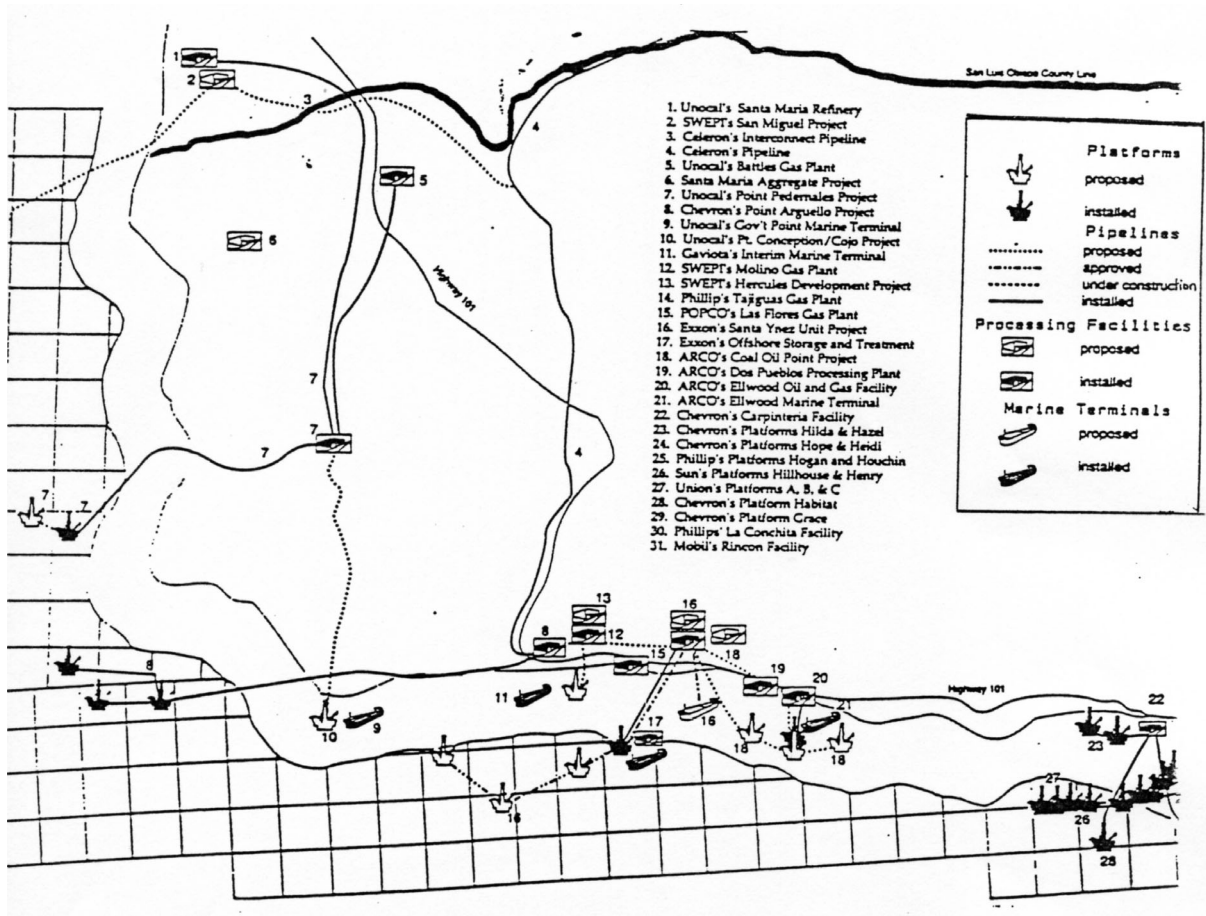 San Luis Obispo County Line
1. Unocal's Santa Maria Refinery
2. SWEPI's San Miguel Project
3. Celeron's Interconnect Pipeline
4. Celeron's Pipeline
5. Unocal's Battles Gas Plant
6. Santa Maria Aggregate Project
7. Unocal's Point Pedernales Project
8. Chevron's Point Arguello Project
9. Unocal's Gov't Point Marine Terminal
10. Unocal's Pt. Conception/Cojo Project
11. Gaviota's Interim Marine Terminal
12. SWEPI's Molino Gas Plant
13. SWEPI's Hercules Development Project
14. Phillip's Tajiguas Gas Plant
15. POPCO's Las Flores Gas Plant
16. Exxon's Santa Ynez Unit Project
17. Exxon's Offshore Storage and Treatment
18. ARCO's Coal Oil Point Project
19. ARCO's Dos Pueblos Processing Plant
20. ARCO's Ellwood Oil and Gas Facility
21. ARCO's Ellwood Marine Terminal
22. Chevron's Carpinteria Facility
23. Chevron's Platforms Hilda & Hazel
24. Chevron's Platforms Hope & Heidi
25. Phillip's Platforms Hogan and Houchin
26. Sun's Platforms Hillhouse & Henry
27. Union's Platforms A, B, & C
28. Chevron's Platform Habitat
29. Chevron's Platform Grace
30. Phillips' La Conchita Facility
31. Mobil's Rincon Facility
Platforms
proposed
installed
Pipelines
proposed
approved
under construction
installed
Processing Facilities
proposed
installed
Marine Terminals
proposed
installed
1
2
3
4
5
6
Highway 101
7
7
7
4
7
7
13
16
8
12
18
15
8
19
20
Highway 101
11
16
21
22
10
9
17
18
18
23
27
26
16
28